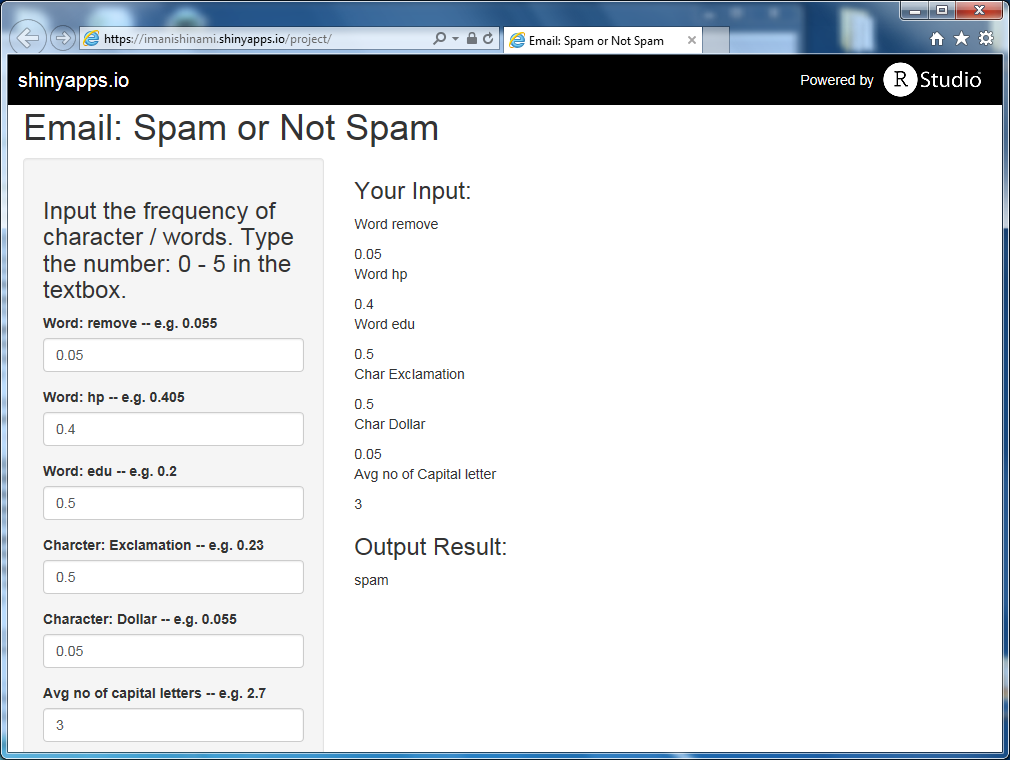 https://imanishinami.shinyapps.io/project/
Email: Spam or Not Spam
shinyapps.io
Powered by R Studio
Email: Spam or Not Spam
Input the frequency of
character / words. Type
the number: 0 - 5 in the
textbox.
Word: remove -- e.g. 0.055
0.05
Word: hp -- e.g. 0.405
0.4
Word: edu -- e.g. 0.2
0.5
Charcter: Exclamation -- e.g. 0.23
0.5
Character: Dollar -- e.g. 0.055
0.05
Avg no of capital letters -- e.g. 2.7
3
Your Input:
Word remove
0.05
Word hp
0.4
Word edu
0.5
Char Exclamation
0.5
Char Dollar
0.05
Avg no of Capital letter
3
Output Result:
spam